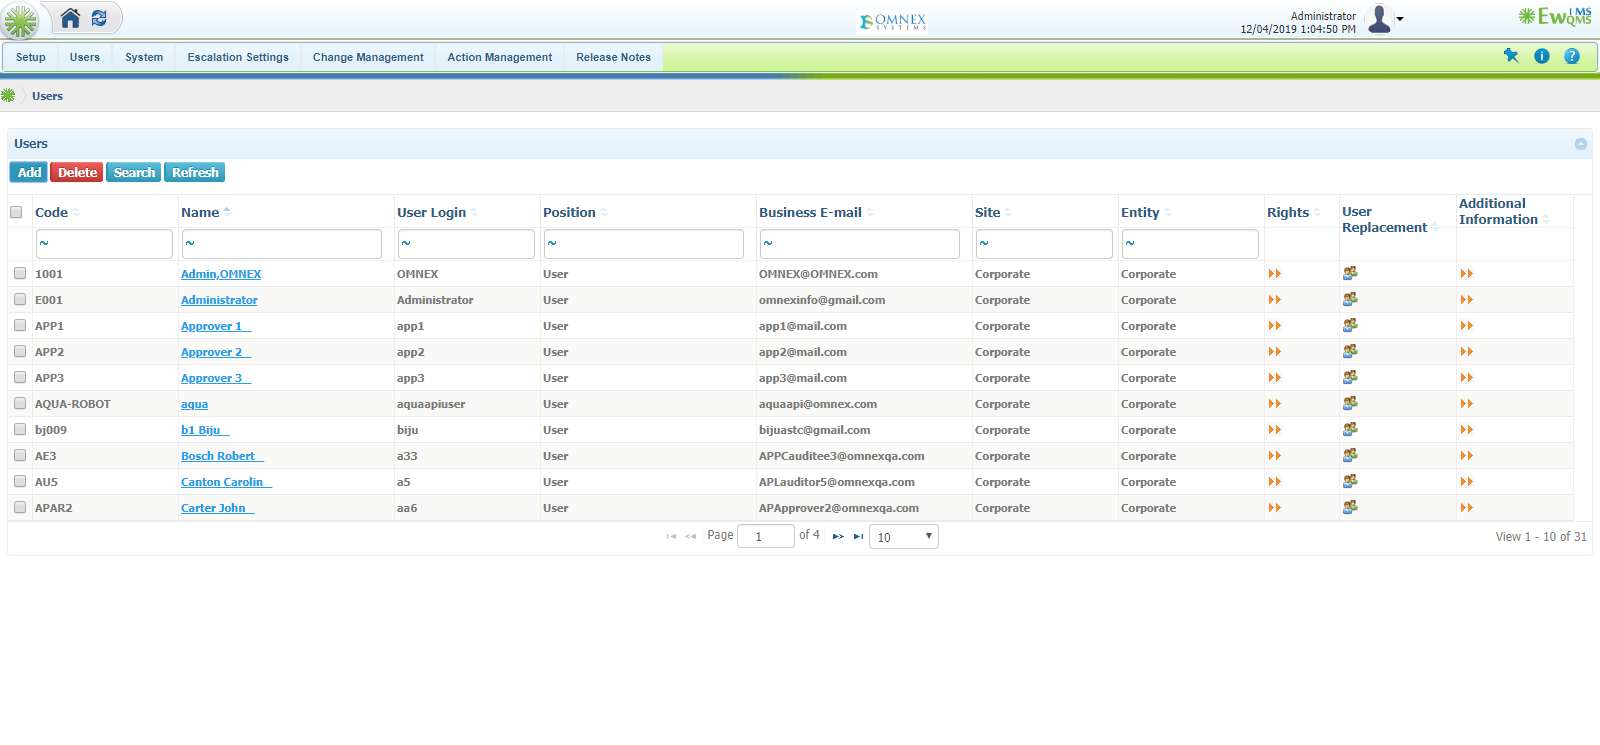 OMNEX
SYSTEMS
Administrator
12/04/2019 1:04:50 PM
EwIMS
QMS
Setup Users System Escalation Settings Change Management Action Management Release Notes
Users
Users
Add Delete Search Refresh
Code Name User Login Position Business E-mail Site Entity Rights User Replacement Additional Information
~ ~ ~ ~ ~ ~ ~
1001 Admin,OMNEX OMNEX User OMNEX@OMNEX.com Corporate Corporate
E001 Administrator Administrator User omnexinfo@gmail.com Corporate Corporate
APP1 Approver 1 app1 User app1@mail.com Corporate Corporate
APP2 Approver 2 app2 User app2@mail.com Corporate Corporate
APP3 Approver 3 app3 User app3@mail.com Corporate Corporate
AQUA-ROBOT aqua aquaapiuser User aquaapi@omnex.com Corporate Corporate
bj009 b1 Biju biju User bijuastc@gmail.com Corporate Corporate
AE3 Bosch Robert a33 User APPCauditee3@omnexqa.com Corporate Corporate
AU5 Canton Carolin a5 User APLauditor5@omnexqa.com Corporate Corporate
APAR2 Carter John aa6 User APApprover2@omnexqa.com Corporate Corporate
Page 1 of 4 10 View 1 - 10 of 31